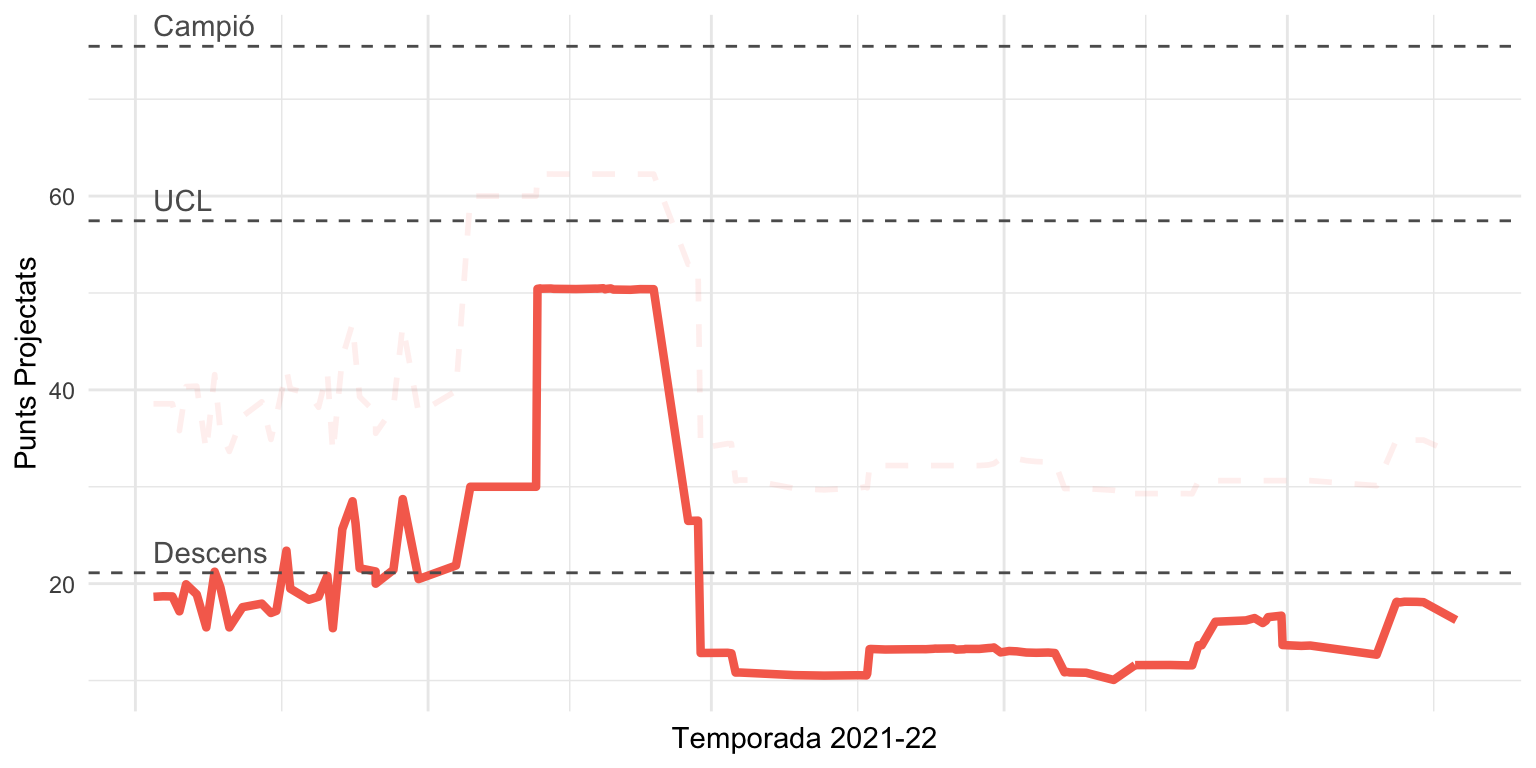 Campió
UCL
Descens
60
40
20
Punts Projectats
Temporada 2021-22